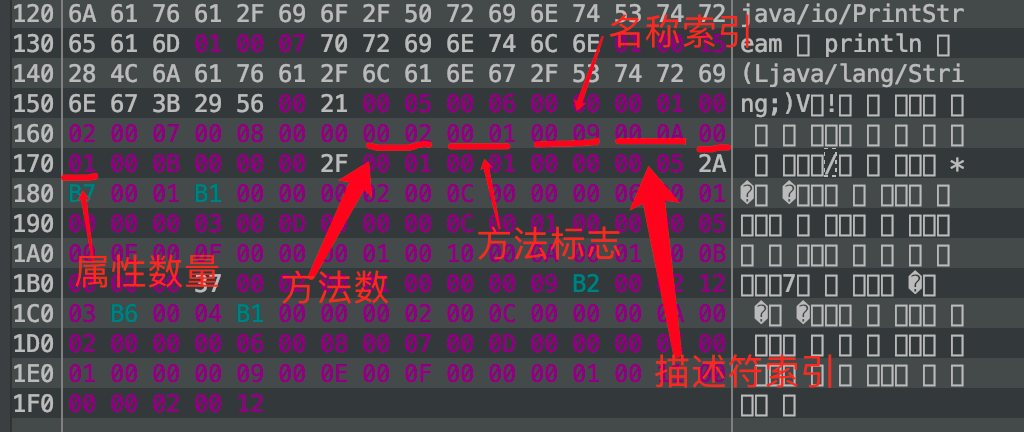 120 6A 61 76 61 2F 69 6F 2F 50 72 69 6E 74 53 74 72 java/io/PrintStr
名称索引
130 65 61 6D 01 00 07 70 72 69 6E 74 6C 6E eam println
140 28 4C 6A 61 76 61 2F 6C 61 6E 67 2F 53 74 72 69 (Ljava/lang/Stri
150 6E 67 3B 29 56 00 21 00 05 00 06 00 00 00 01 00 ng;)V !
160 02 00 07 00 08 00 00 00 02 00 01 00 09 00 0A 00
170 01 00 0B 00 00 00 2F 00 01 00 01 00 00 00 05 2A / *
180 B7 00 01 B1 00 00 00 02 00 0C 00 00 00 06 00 01
190 00 00 00 03 00 0D 00 00 00 0C 00 01 00 00 00 05
方法标志
1A0 00 0E 00 0F 00 00 00 01 00 10 0B
属性数量
方法数
1B0 37 00 00 09 B2 00 02 12 7
1C0 03 B6 00 04 B1 00 00 00 02 00 0C 00 00 00 0A 00
1D0 02 00 00 00 06 00 08 00 07 00 0D 00 00 00 00
描述符索引
1E0 01 00 00 00 09 00 0E 00 0F 00 00 00 01 00
1F0 00 00 02 00 12